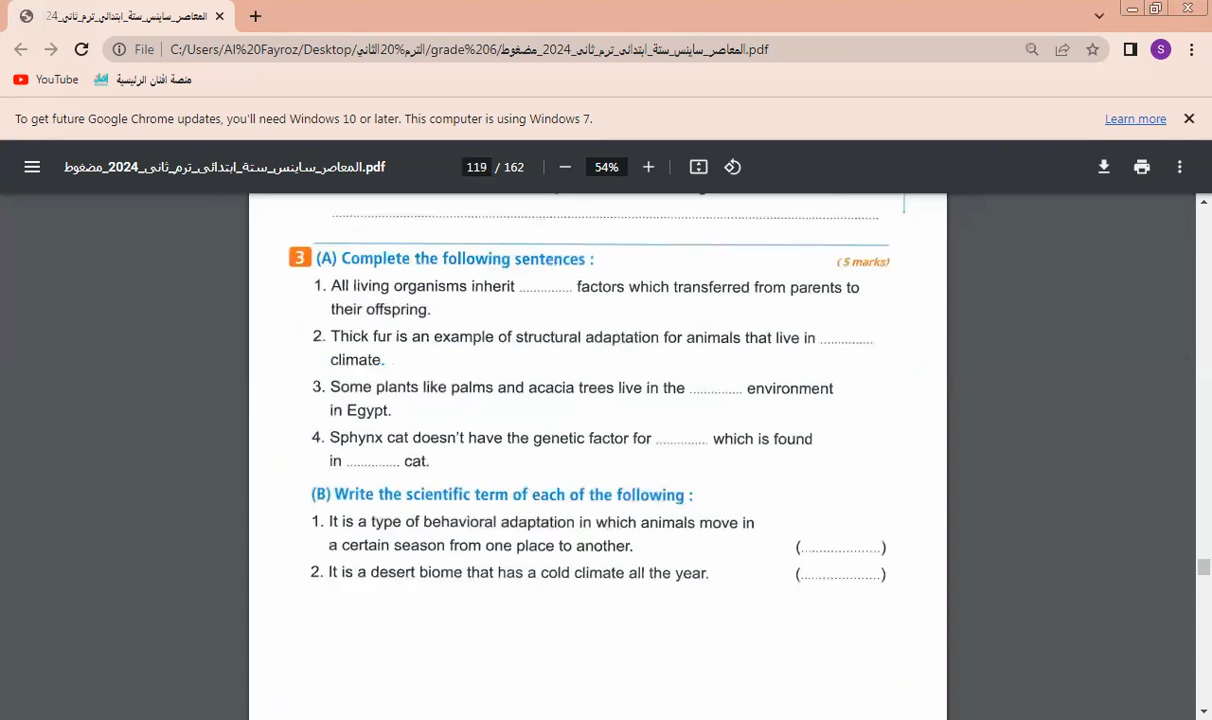 المعاصر_ساينس_ستة_ابتدائى_ترم_ثانى_24
File
C:/Users/Al%20Fayroz/Desktop/الترم%20الثاني/grade%206/المعاصر_ساينس_ستة_ابتدائى_ترم_ثانى_2024_مضغوط.pdf
S
YouTube
منصة افنان الرئيسية
To get future Google Chrome updates, you'll need Windows 10 or later. This computer is using Windows 7.
Learn more
المعاصر_ساينس_ستة_ابتدائى_ترم_ثانى_2024_مضغوط.pdf
119 / 162
54%
3 (A) Complete the following sentences : (5 marks)
1. All living organisms inherit ............. factors which transferred from parents to
their offspring.
2. Thick fur is an example of structural adaptation for animals that live in .............
climate.
3. Some plants like palms and acacia trees live in the ............. environment
in Egypt.
4. Sphynx cat doesn't have the genetic factor for ............. which is found
in ............. cat.
(B) Write the scientific term of each of the following :
1. It is a type of behavioral adaptation in which animals move in
a certain season from one place to another. (....................)
2. It is a desert biome that has a cold climate all the year. (....................)